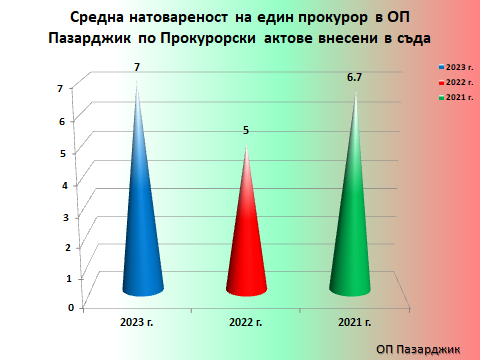 Средна натовареност на един прокурор в ОП
Пазарджик по Прокурорски актове внесени в съда
2023 г.
2022 г.
2021 г.
7
5
6.7
7
6
5
4
3
2
1
0
2023 г.
2022 г.
2021 г.
ОП Пазарджик